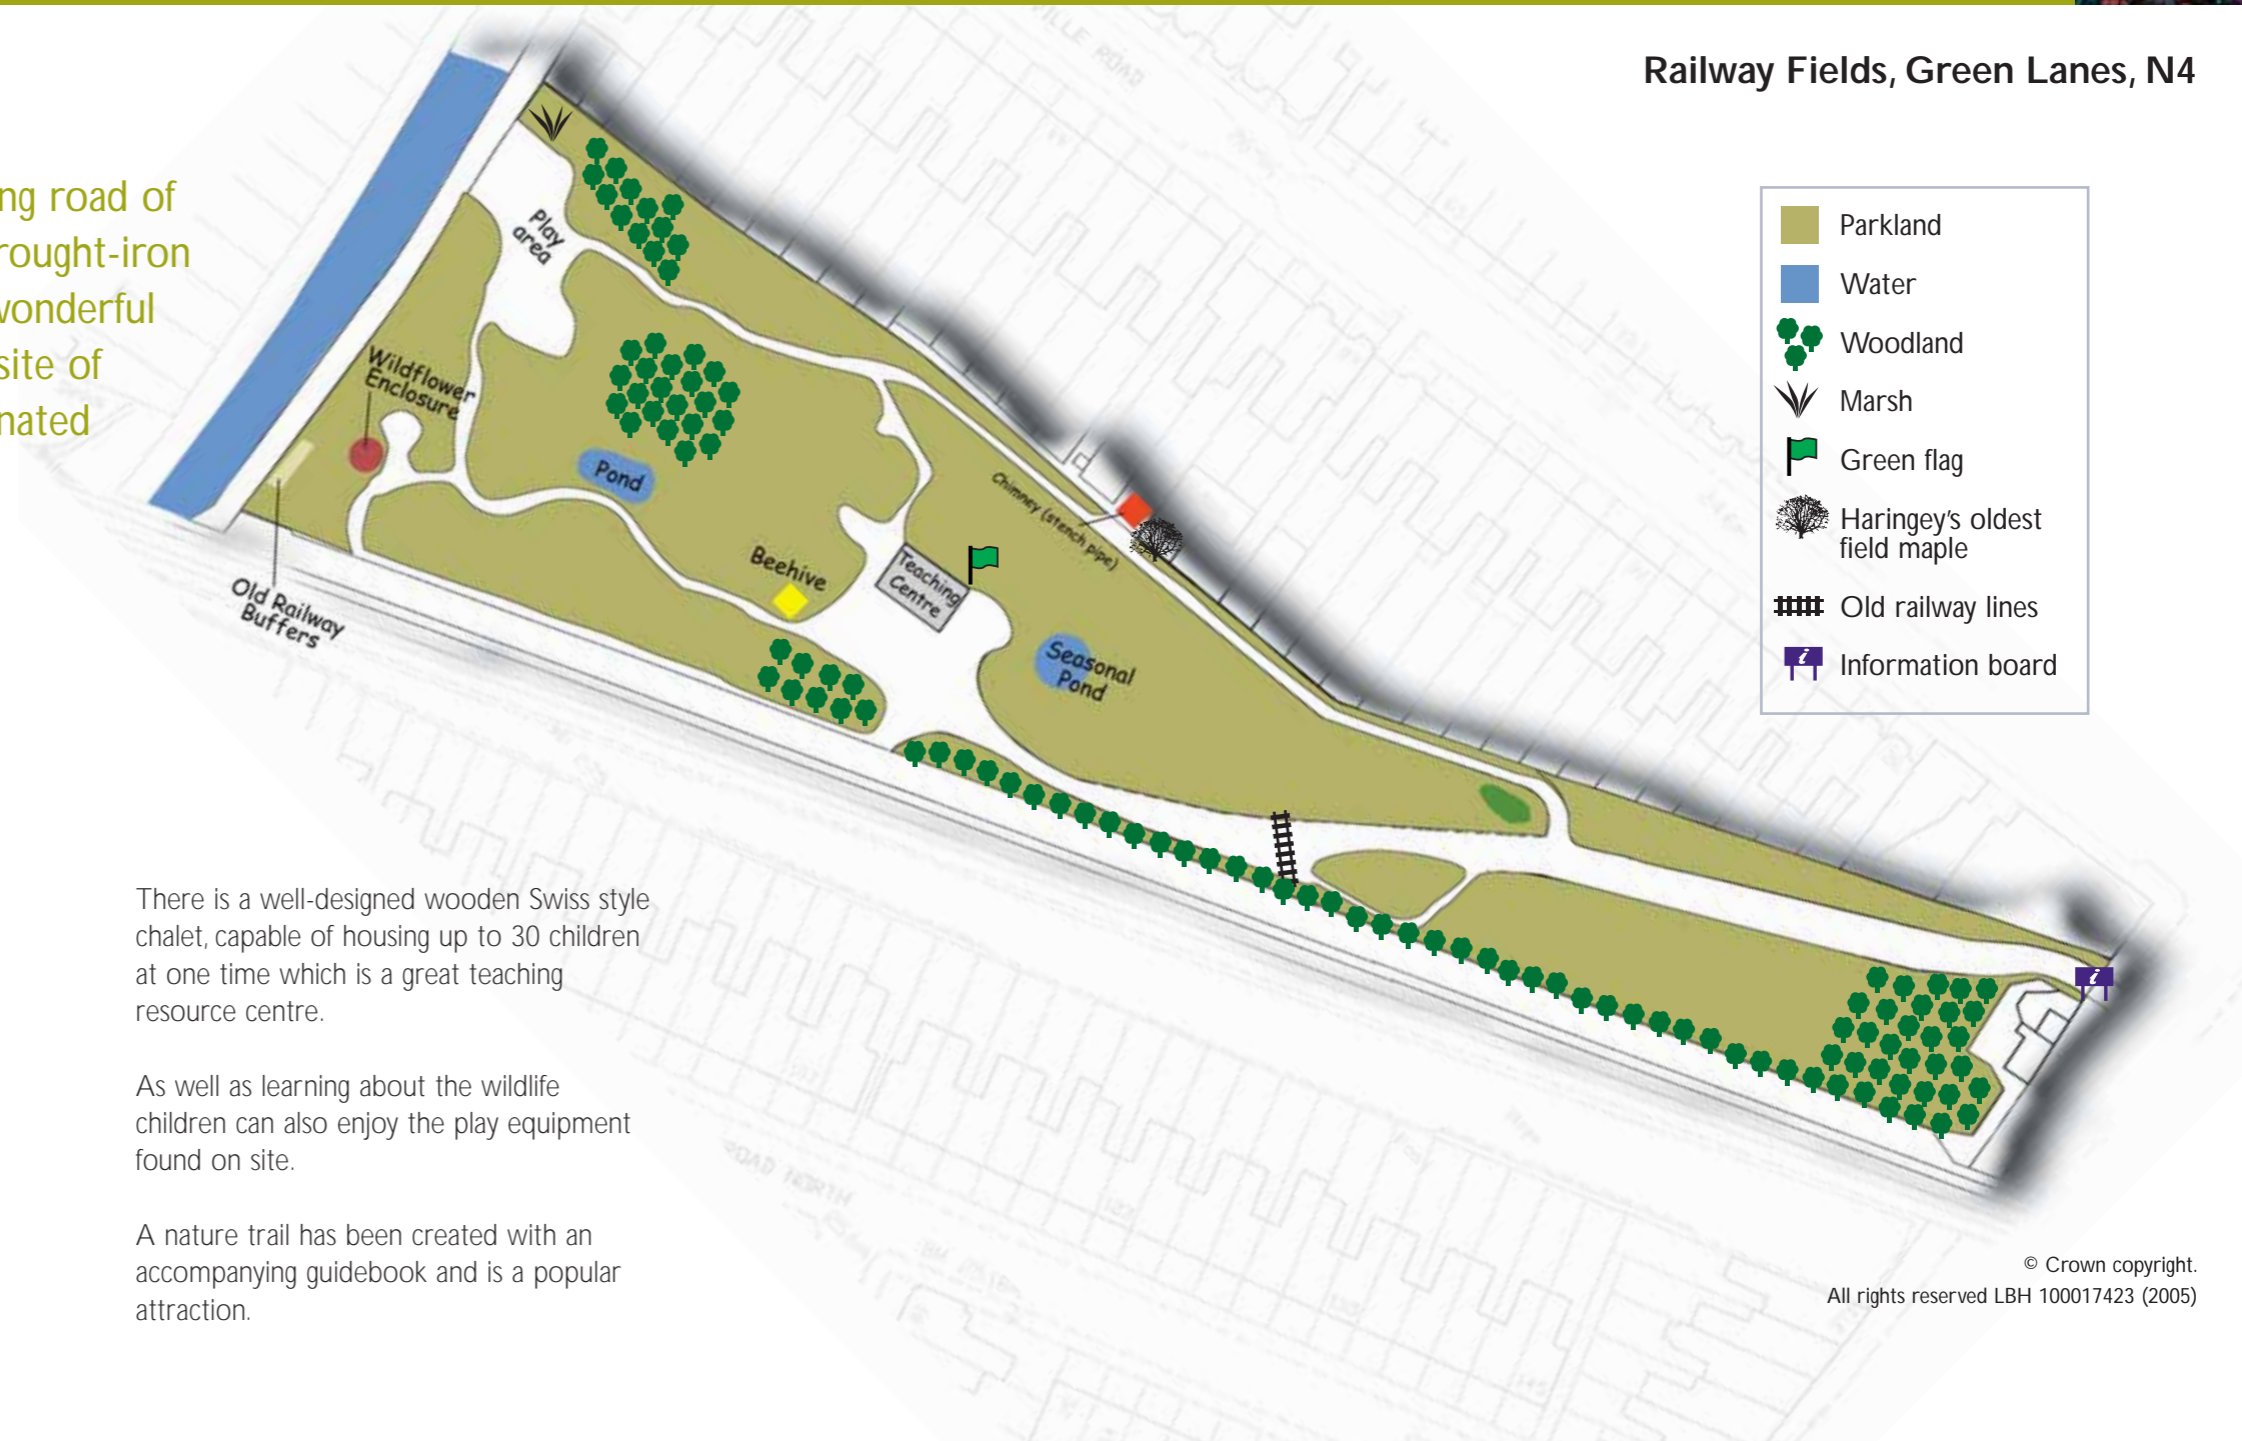 Railway Fields, Green Lanes, N4
ng road of
rought-iron
wonderful
site of
nated
Parkland
Water
Woodland
Marsh
Green flag
Haringey's oldest
field maple
Old railway lines
Information board
Play
area
Wildflower
Enclosure
Pond
Chimney (stench pipe)
Beehive
Teaching
Centre
Seasonal
Pond
Old Railway
Buffers
There is a well-designed wooden Swiss style
chalet, capable of housing up to 30 children
at one time which is a great teaching
resource centre.
As well as learning about the wildlife
children can also enjoy the play equipment
found on site.
A nature trail has been created with an
accompanying guidebook and is a popular
attraction.
ROAD NORTH
© Crown copyright.
All rights reserved LBH 100017423 (2005)